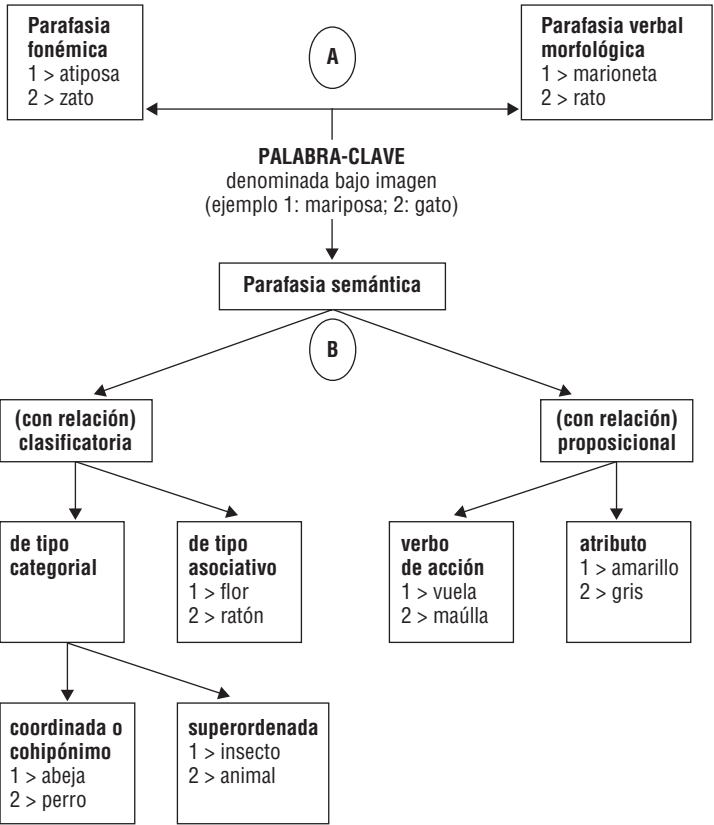 Parafasia
fonémica
1 > atiposa
2 > zato
A
Parafasia verbal
morfológica
1 > marioneta
2 > rato
PALABRA-CLAVE
denominada bajo imagen
(ejemplo 1: mariposa; 2: gato)
Parafasia semántica
B
(con relación)
clasificatoria
(con relación)
proposicional
de tipo
categorial
de tipo
asociativo
1 > flor
2 > ratón
verbo
de acción
1 > vuela
2 > maúlla
atributo
1 > amarillo
2 > gris
coordinada o
cohipónimo
1 > abeja
2 > perro
superordenada
1 > insecto
2 > animal